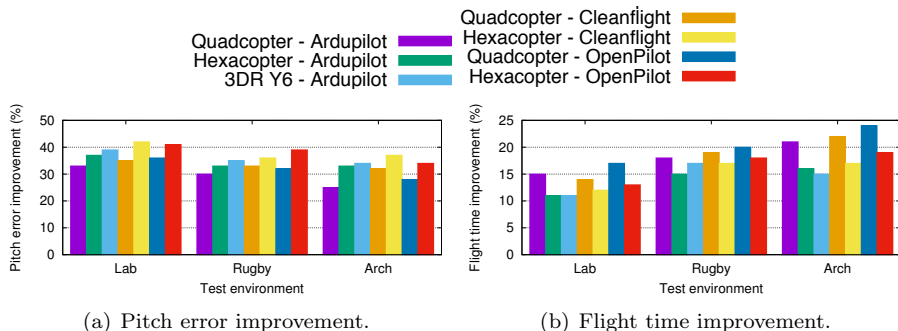 Quadcopter - Ardupilot
Hexacopter - Ardupilot
3DR Y6 - Ardupilot
Quadcopter - Cleanflight
Hexacopter - Cleanflight
Quadcopter - OpenPilot
Hexacopter - OpenPilot
Pitch error improvement (%)
50
40
30
20
10
0
Lab Rugby Arch
Test environment
(a) Pitch error improvement.
Flight time improvement (%)
25
20
15
10
5
0
Lab Rugby Arch
Test environment
(b) Flight time improvement.